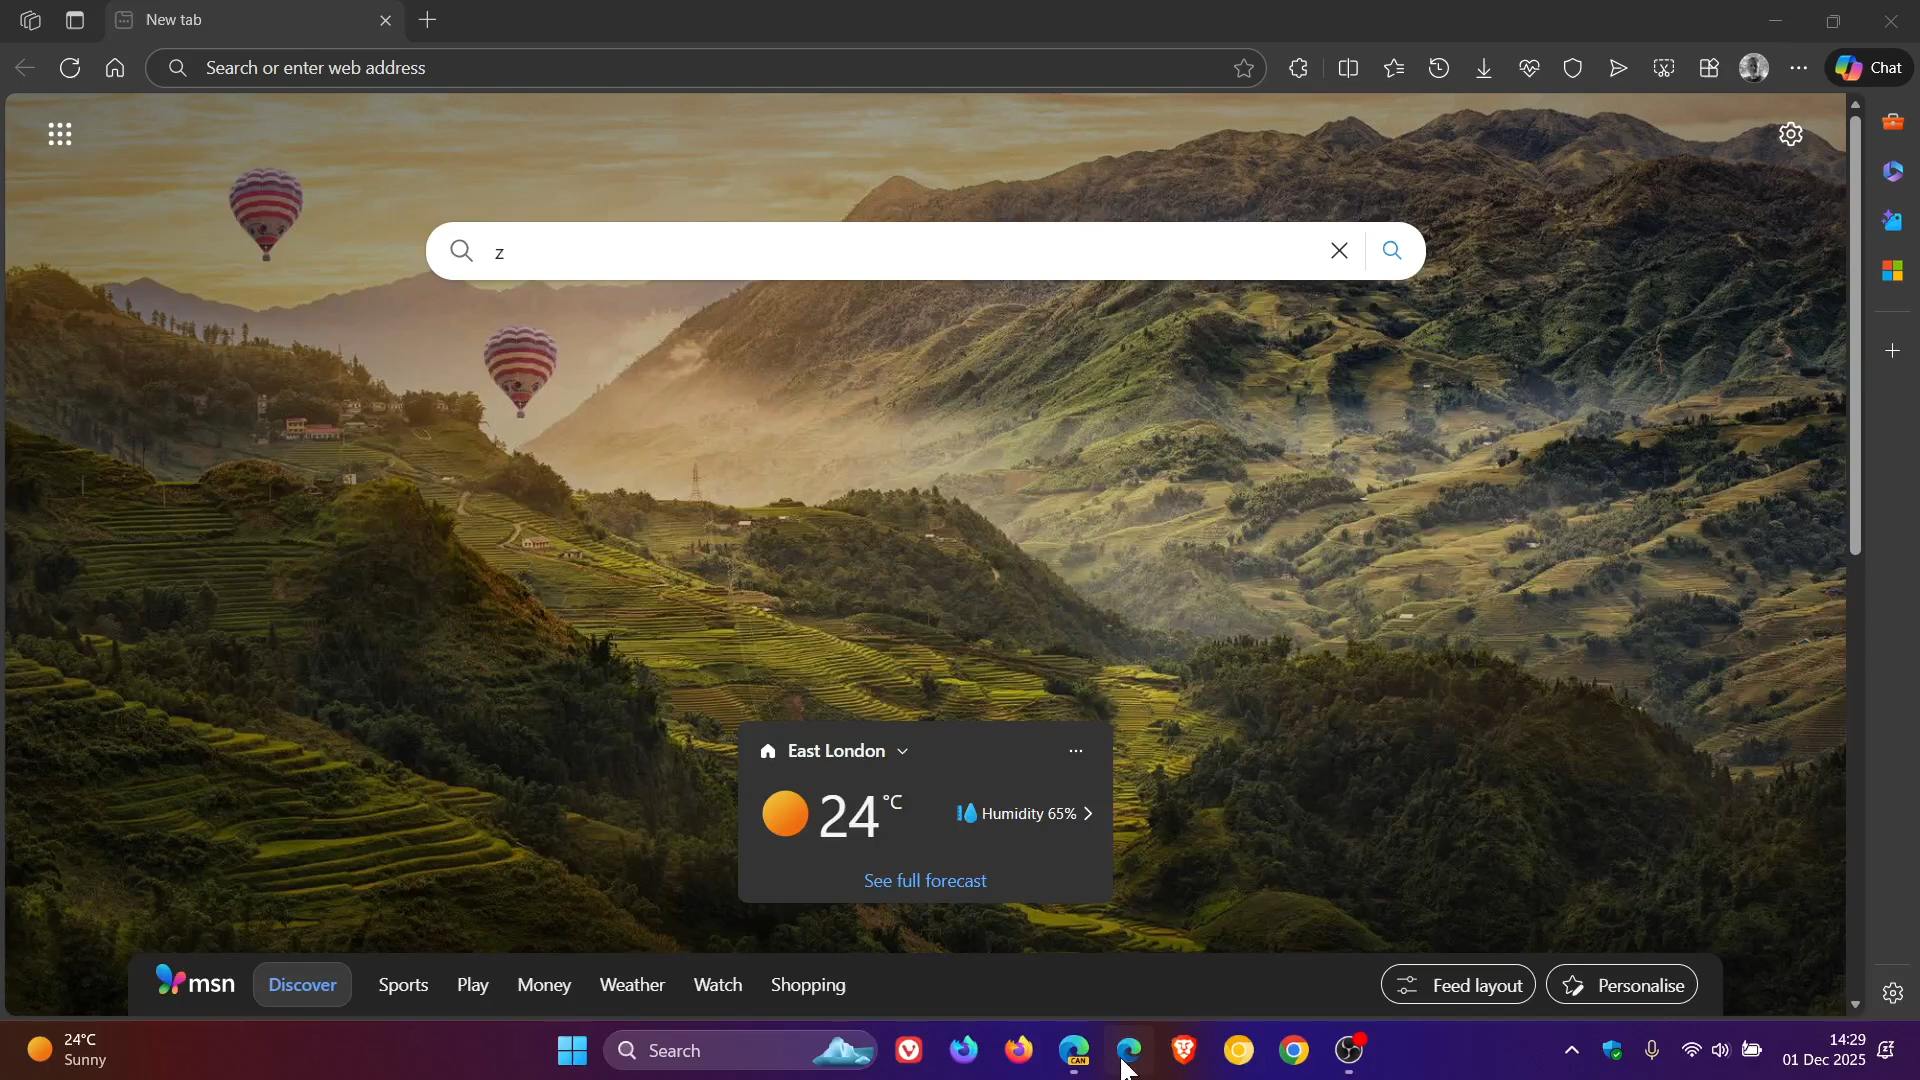 New tab
Search or enter web address
Chat
z
East London
24 °C
Humidity 65%
See full forecast
msn
Discover
Sports
Play
Money
Weather
Watch
Shopping
Feed layout
Personalise
24°C
Sunny
Search
CAN
14:29
01 Dec 2025